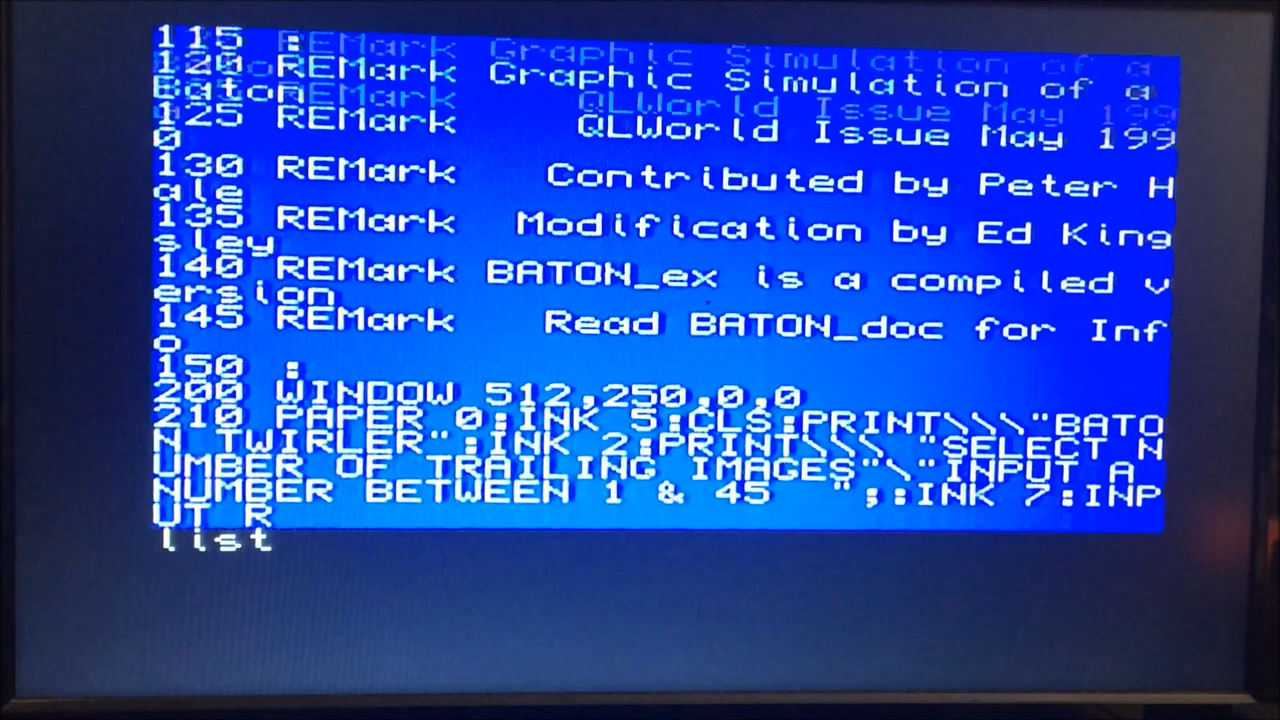 115 :
120 REMark Graphic Simulation of a
Baton
125 REMark    QLWorld Issue May 199
0
130 REMark   Contributed by Peter H
ale
135 REMark  Modification by Ed King
sley
140 REMark BATON_ex is a compiled v
ersion
145 REMark   Read BATON_doc for Inf
o
150 :
200 WINDOW 512,250,0,0
210 PAPER 0:INK 5:CLS:PRINT\\\"BATO
N TWIRLER":INK 2:PRINT\\\ "SELECT N
UMBER OF TRAILING IMAGES"\"INPUT A
NUMBER BETWEEN 1 & 45  ";:INK 7:INP
UT R
list